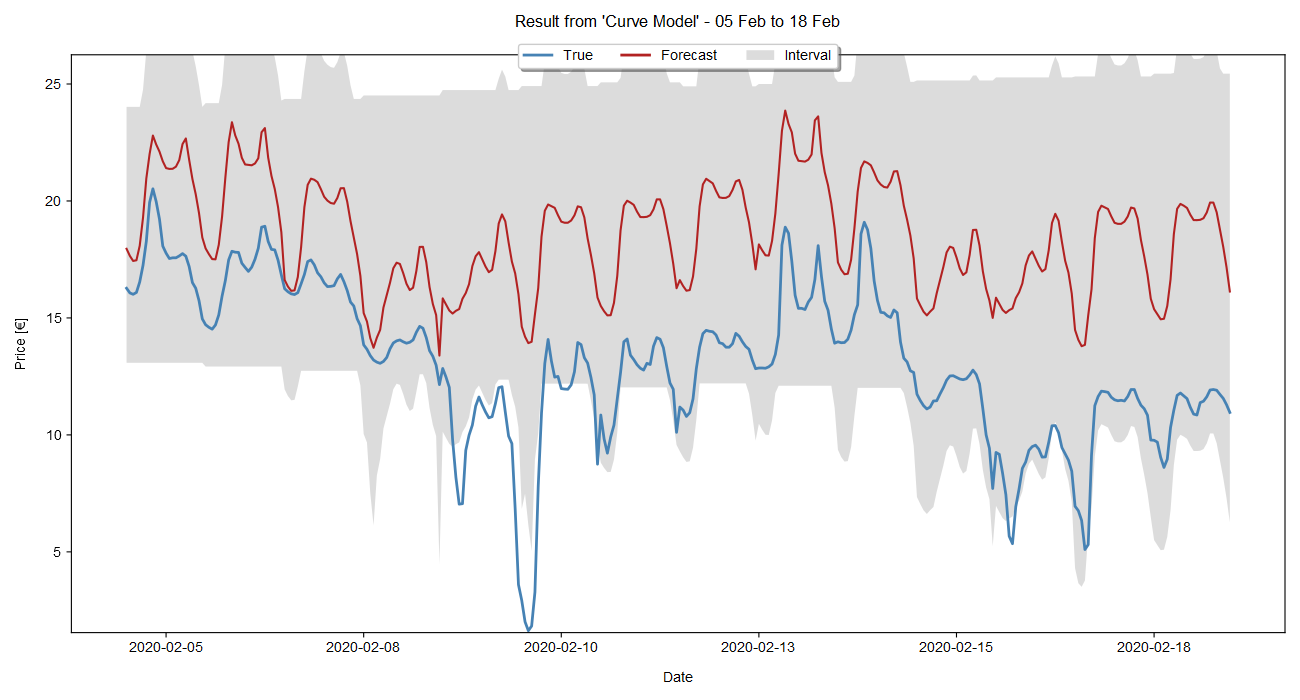 Result from 'Curve Model' - 05 Feb to 18 Feb
True Forecast Interval
25
20
15
10
5
Price [€]
2020-02-05 2020-02-08 2020-02-10 2020-02-13 2020-02-15 2020-02-18
Date